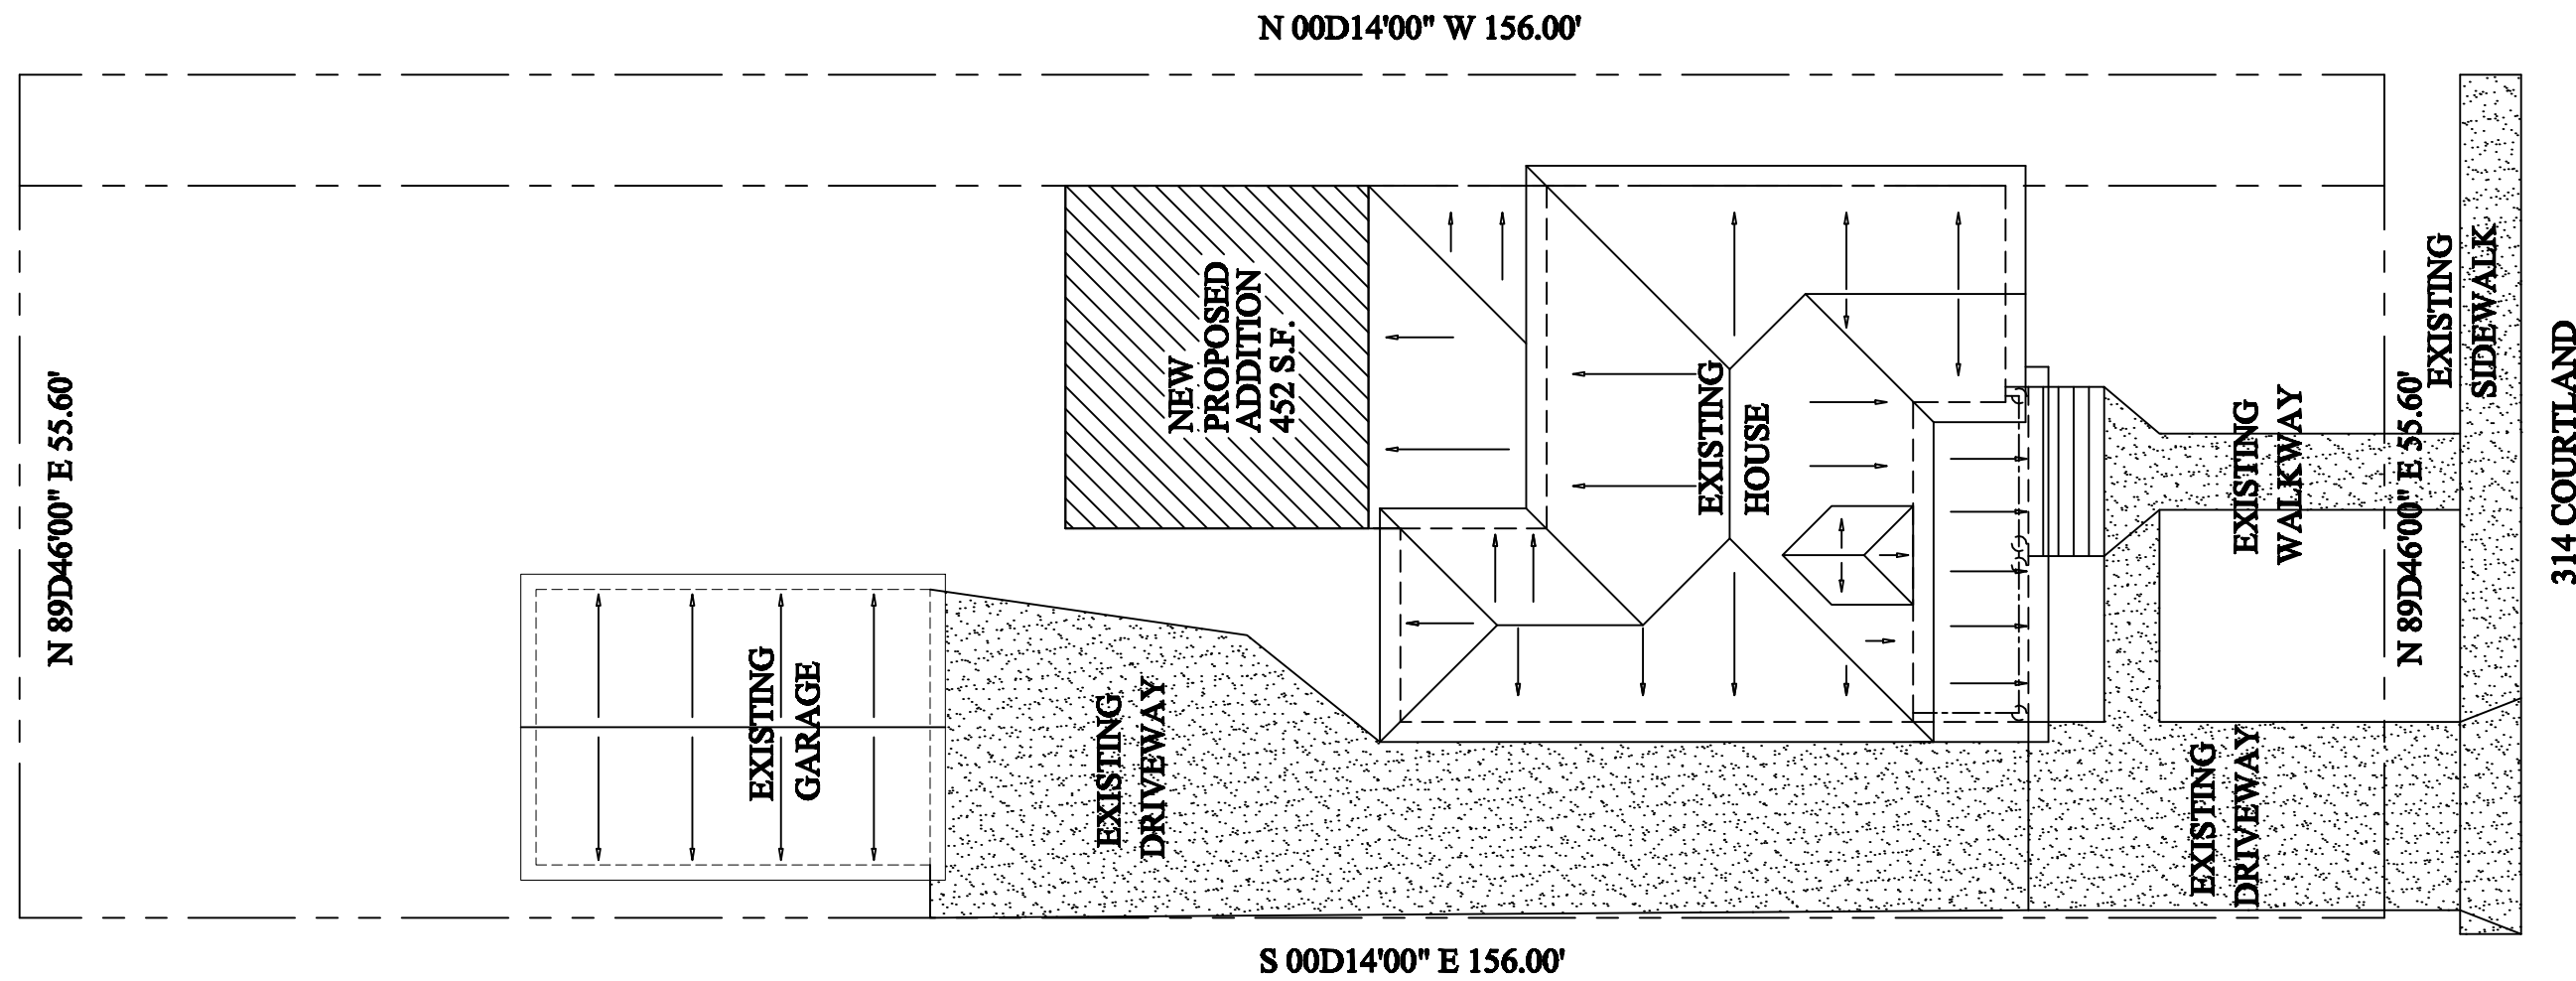 N 00D14'00" W 156.00'
N 89D46'00" E 55.60'
NEW
PROPOSED
ADDITION
452 S.F.
EXISTING
HOUSE
EXISTING
GARAGE
EXISTING
DRIVEWAY
EXISTING
WALKWAY
EXISTING
DRIVEWAY
N 89D46'00" E 55.60'
EXISTING
SIDEWALK
314 COURTLAND
S 00D14'00" E 156.00'